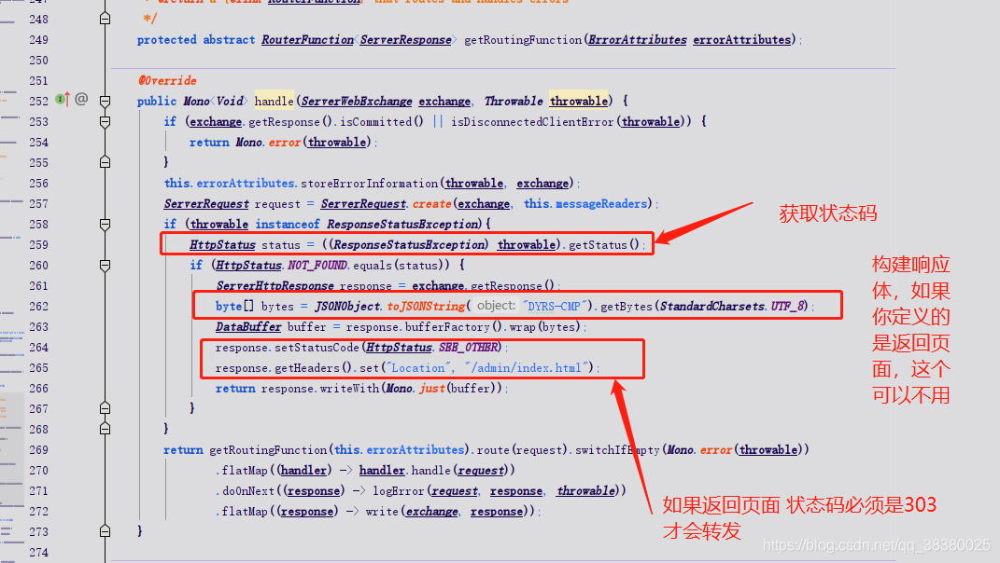 247 * @return a {@link RouterFunction} that routes and handles errors
248 */
249 protected abstract RouterFunction<ServerResponse> getRoutingFunction(ErrorAttributes errorAttributes);
250
251 @Override
252 public Mono<Void> handle(ServerWebExchange exchange, Throwable throwable) {
253 if (exchange.getResponse().isCommitted() || isDisconnectedClientError(throwable)) {
254 return Mono.error(throwable);
255 }
256 this.errorAttributes.storeErrorInformation(throwable, exchange);
257 ServerRequest request = ServerRequest.create(exchange, this.messageReaders);
258 if (throwable instanceof ResponseStatusException){
259 HttpStatus status = ((ResponseStatusException) throwable).getStatus();
260 if (HttpStatus.NOT_FOUND.equals(status)) {
261 ServerHttpResponse response = exchange.getResponse();
262 byte[] bytes = JSONObject.toJSONString( object: "DYRS-CMP").getBytes(StandardCharsets.UTF_8);
263 DataBuffer buffer = response.bufferFactory().wrap(bytes);
264 response.setStatusCode(HttpStatus.SEE_OTHER);
265 response.getHeaders().set("Location", "/admin/index.html");
266 return response.writeWith(Mono.just(buffer));
267 }
268 }
269 return getRoutingFunction(this.errorAttributes).route(request).switchIfEmpty(Mono.error(throwable))
270 .flatMap((handler) -> handler.handle(request))
271 .doOnNext((response) -> logError(request, response, throwable))
272 .flatMap((response) -> write(exchange, response));
273 }
274
获取状态码
构建响应
体，如果
你定义的
是返回页
面，这个
可以不用
如果返回页面 状态码必须是303
才会转发
https://blog.csdn.net/qq_38380025